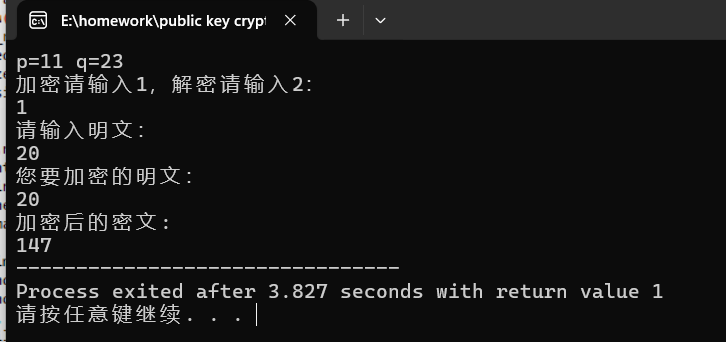 E:\homework\public key crypt
p=11 q=23
加密请输入1, 解密请输入2:
1
请输入明文:
20
您要加密的明文:
20
加密后的密文:
147
--------------------------------
Process exited after 3.827 seconds with return value 1
请按任意键继续. . .